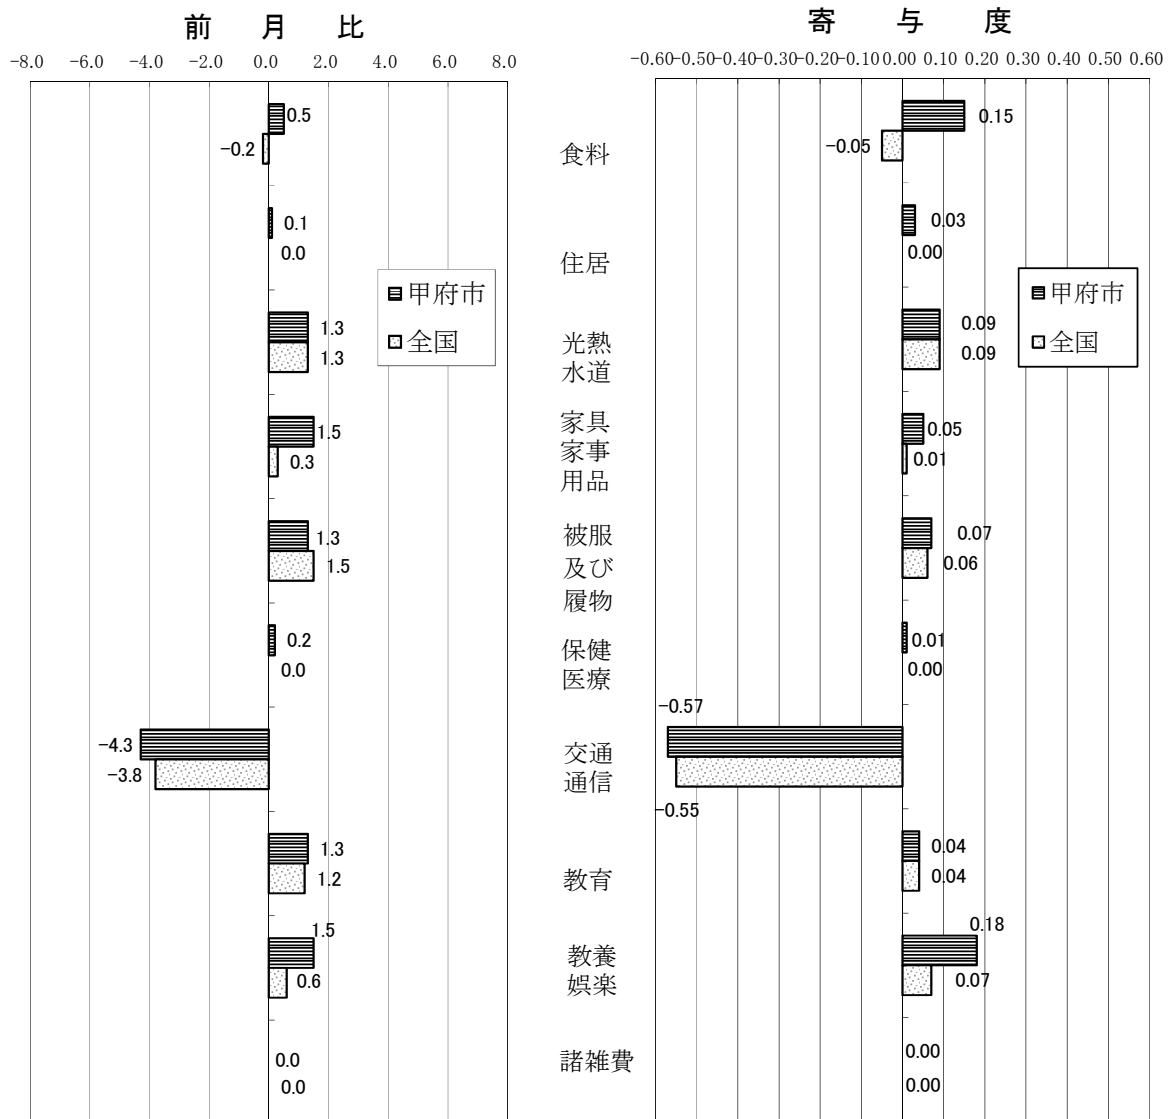 前 月 比
-8.0 -6.0 -4.0 -2.0 0.0 2.0 4.0 6.0 8.0
0.5
-0.2
0.1
0.0
1.3
1.3
1.5
0.3
1.3
1.5
0.2
0.0
-4.3
-3.8
1.3
1.2
1.5
0.6
0.0
0.0
甲府市
全国
食料
住居
光熱
水道
家具
家事
用品
被服
及び
履物
保健
医療
交通
通信
教育
教養
娯楽
諸雑費
寄 与 度
-0.60 -0.50 -0.40 -0.30 -0.20 -0.10 0.00 0.10 0.20 0.30 0.40 0.50 0.60
0.15
-0.05
0.03
0.00
0.09
0.09
0.05
0.01
0.07
0.06
0.01
0.00
-0.57
-0.55
0.04
0.04
0.18
0.07
0.00
0.00
甲府市
全国